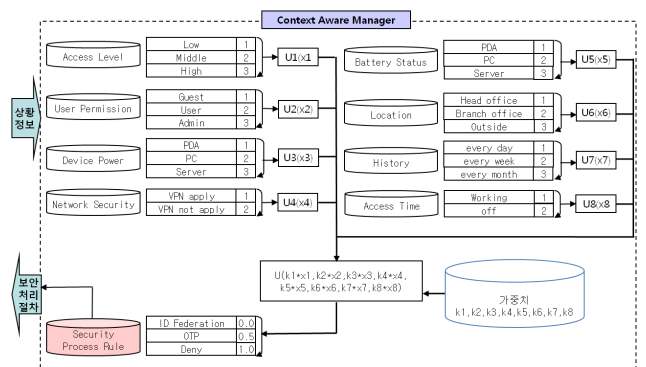 Context Aware Manager
상황
정보
Access Level
Low 1
Middle 2
High 3
U1(x1
User Permission
Guest 1
User 2
Admin 3
U2(x2)
Device Power
PDA 1
PC 2
Server 3
U3(x3)
Network Security
VPN apply 1
VPN not apply 2
U4(x4)
Battery Status
PDA 1
PC 2
Server 3
U5(x5)
Location
Head office 1
Branch office 2
Outside 3
U6(x6)
History
every day 1
every week 2
every month 3
U7(x7)
Access Time
Working 1
off 2
U8(x8
U(k1*x1,k2*x2,k3*x3,k4*x4,
k5*x5,k6*x6,k7*x7,k8*x8)
가중치
k1,k2,k3,k4,k5,k6,k7,k8
보안
처리
절차
Security
Process Rule
ID Federation 0.0
OTP 0.5
Deny 1.0